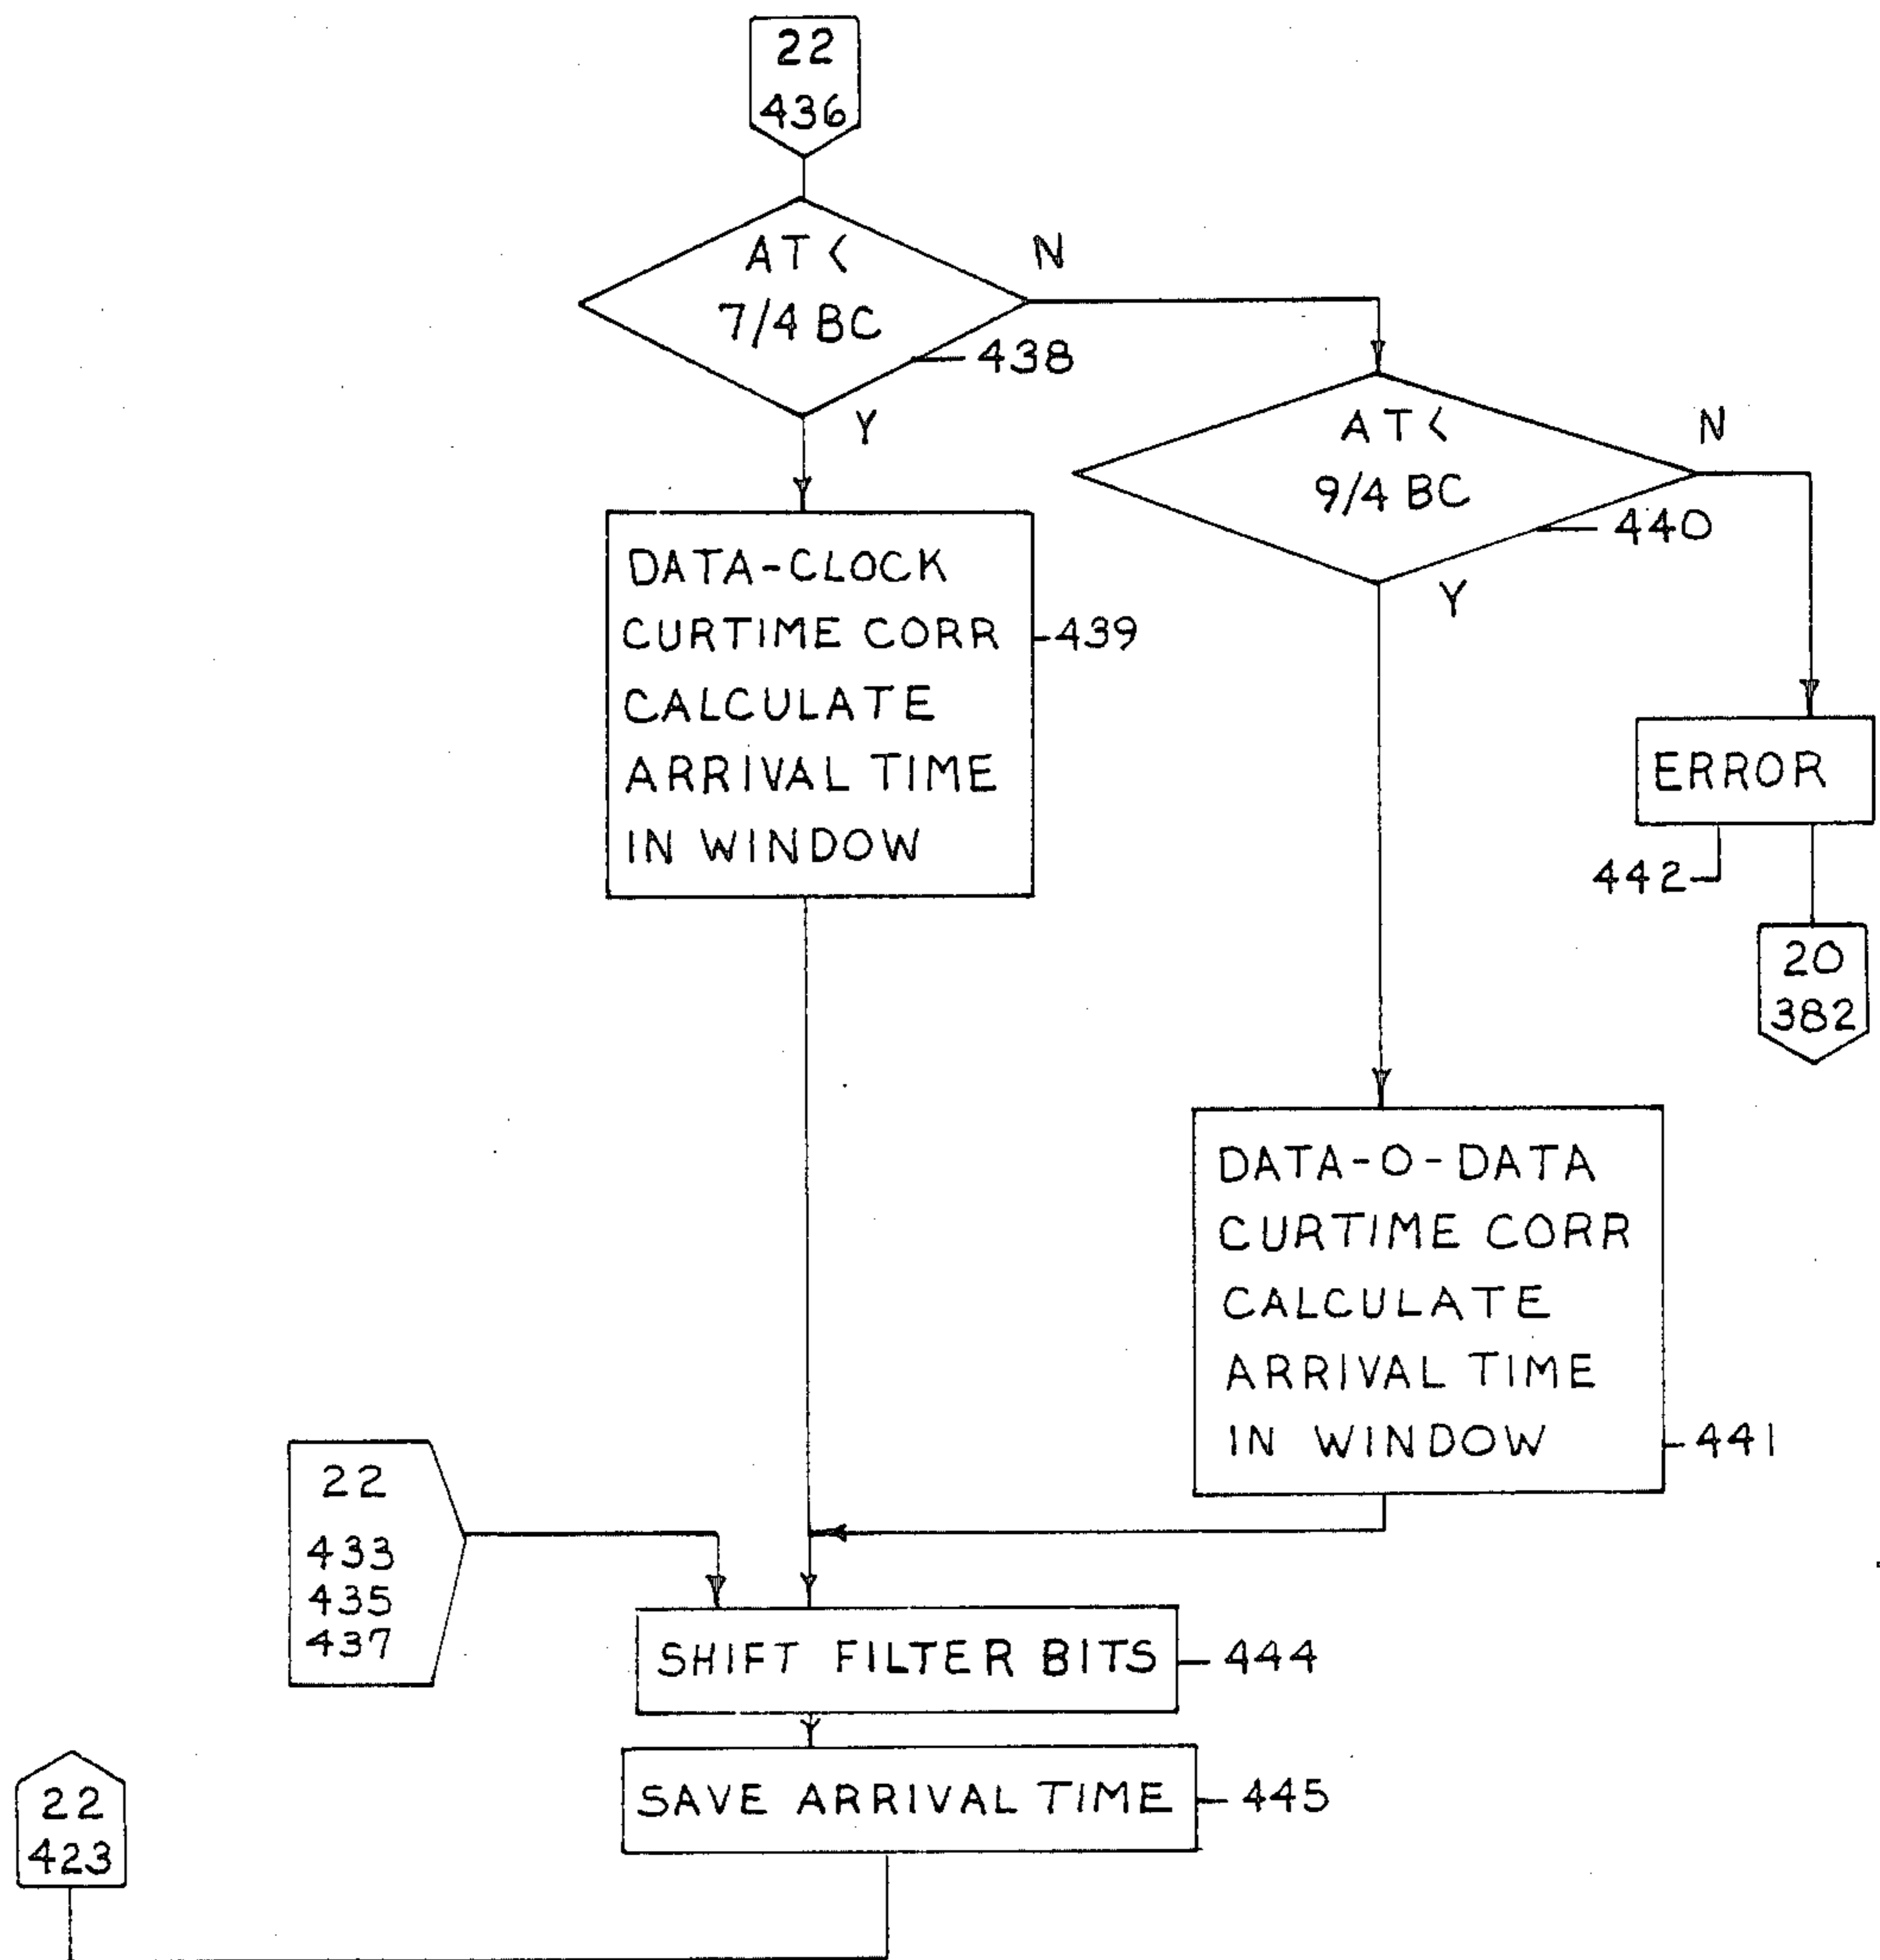 22
436
AT <
7/4 BC
N
438
Y
AT <
9/4 BC
N
440
Y
DATA-CLOCK
CURTIME CORR
CALCULATE
ARRIVAL TIME
IN WINDOW
439
ERROR
442
20
382
DATA-O-DATA
CURTIME CORR
CALCULATE
ARRIVAL TIME
IN WINDOW
441
22
433
435
437
SHIFT FILTER BITS
444
SAVE ARRIVAL TIME
445
22
423